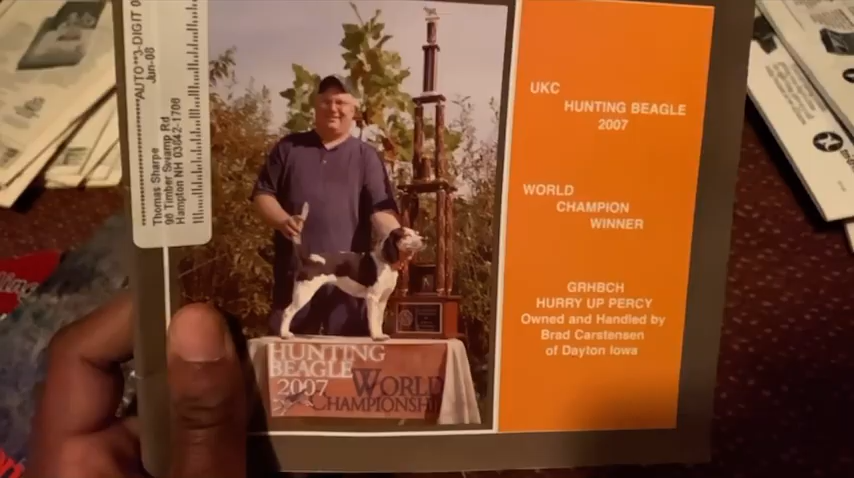 *******AUTO**3-DIGIT 0
Jun-08
Thomas Sharpe
96 Timber Swamp Rd
Hampton NH 03842-1706
UKC
HUNTING BEAGLE
2007
WORLD
CHAMPION
WINNER
GRHBCH
HURRY UP PERCY
Owned and Handled by
Brad Carstensen
of Dayton Iowa
HUNTING
BEAGLE
2007 WORLD
CHAMPIONSHIP